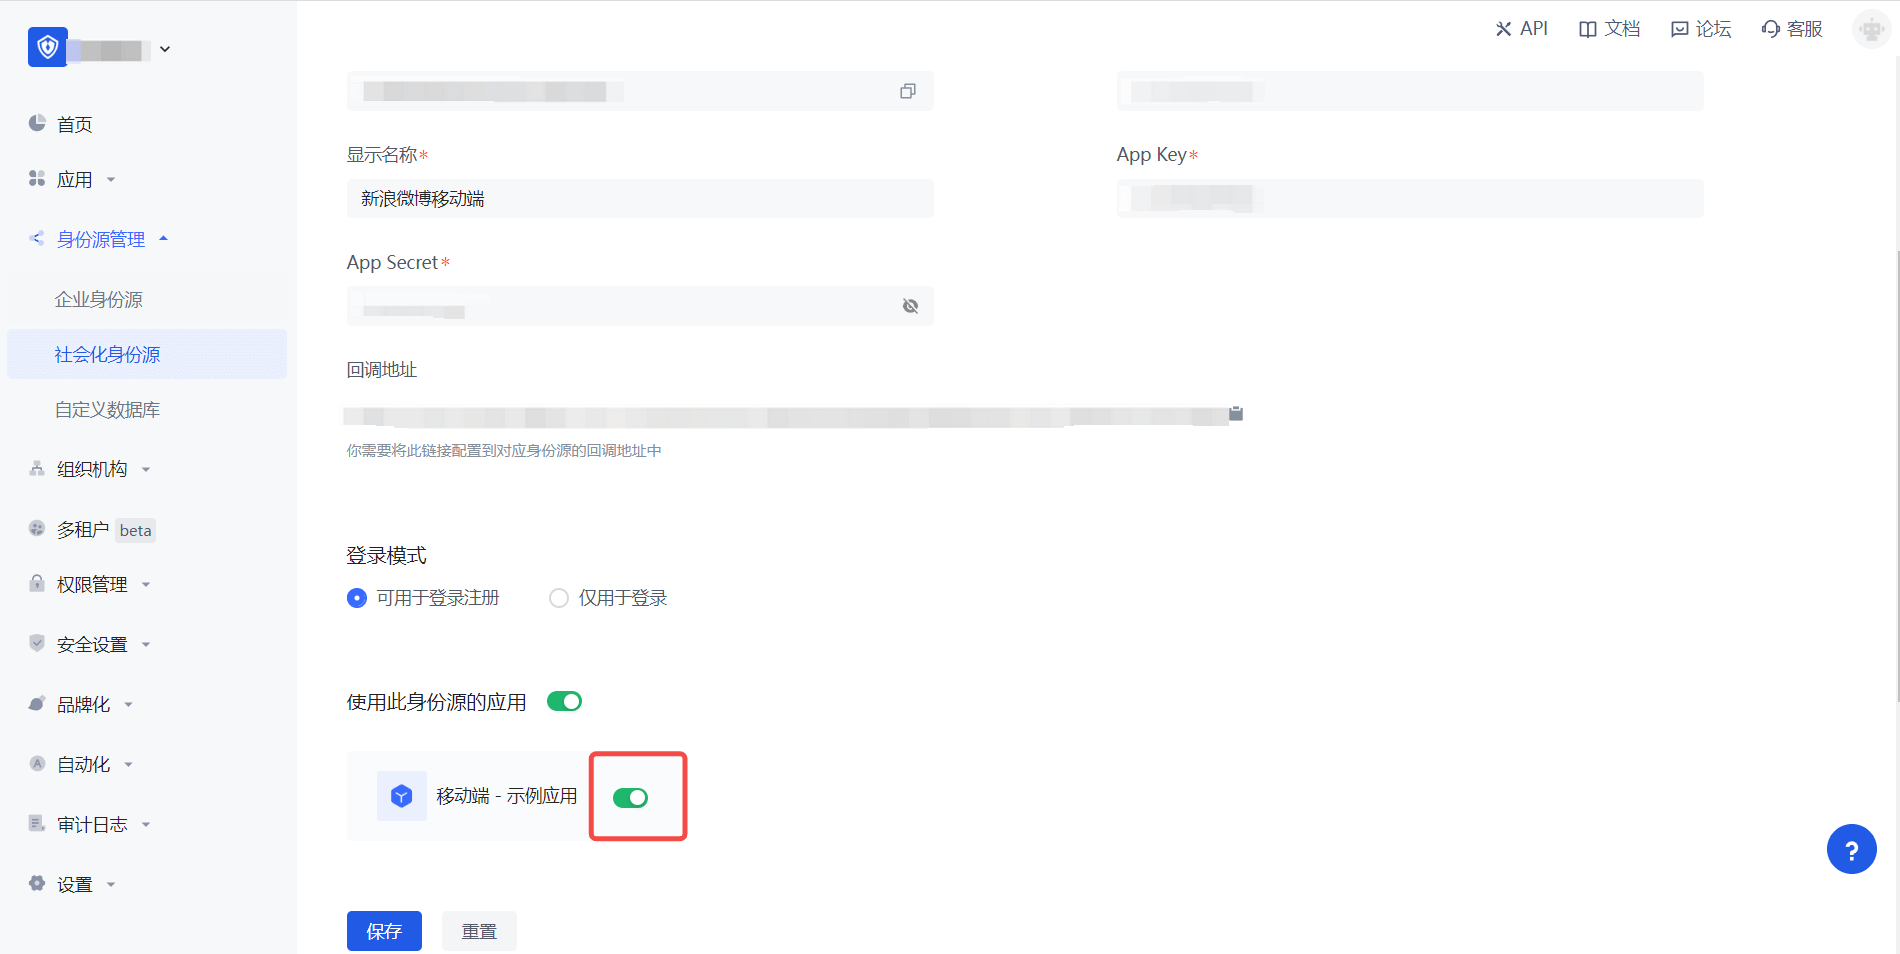 API
文档
论坛
客服
首页
应用
身份源管理
企业身份源
社会化身份源
自定义数据库
组织机构
多租户 beta
权限管理
安全设置
品牌化
自动化
审计日志
设置
显示名称*
新浪微博移动端
App Key*
App Secret*
回调地址
你需要将此链接配置到对应身份源的回调地址中
登录模式
可用于登录注册
仅用于登录
使用此身份源的应用
移动端 - 示例应用
保存
重置
?